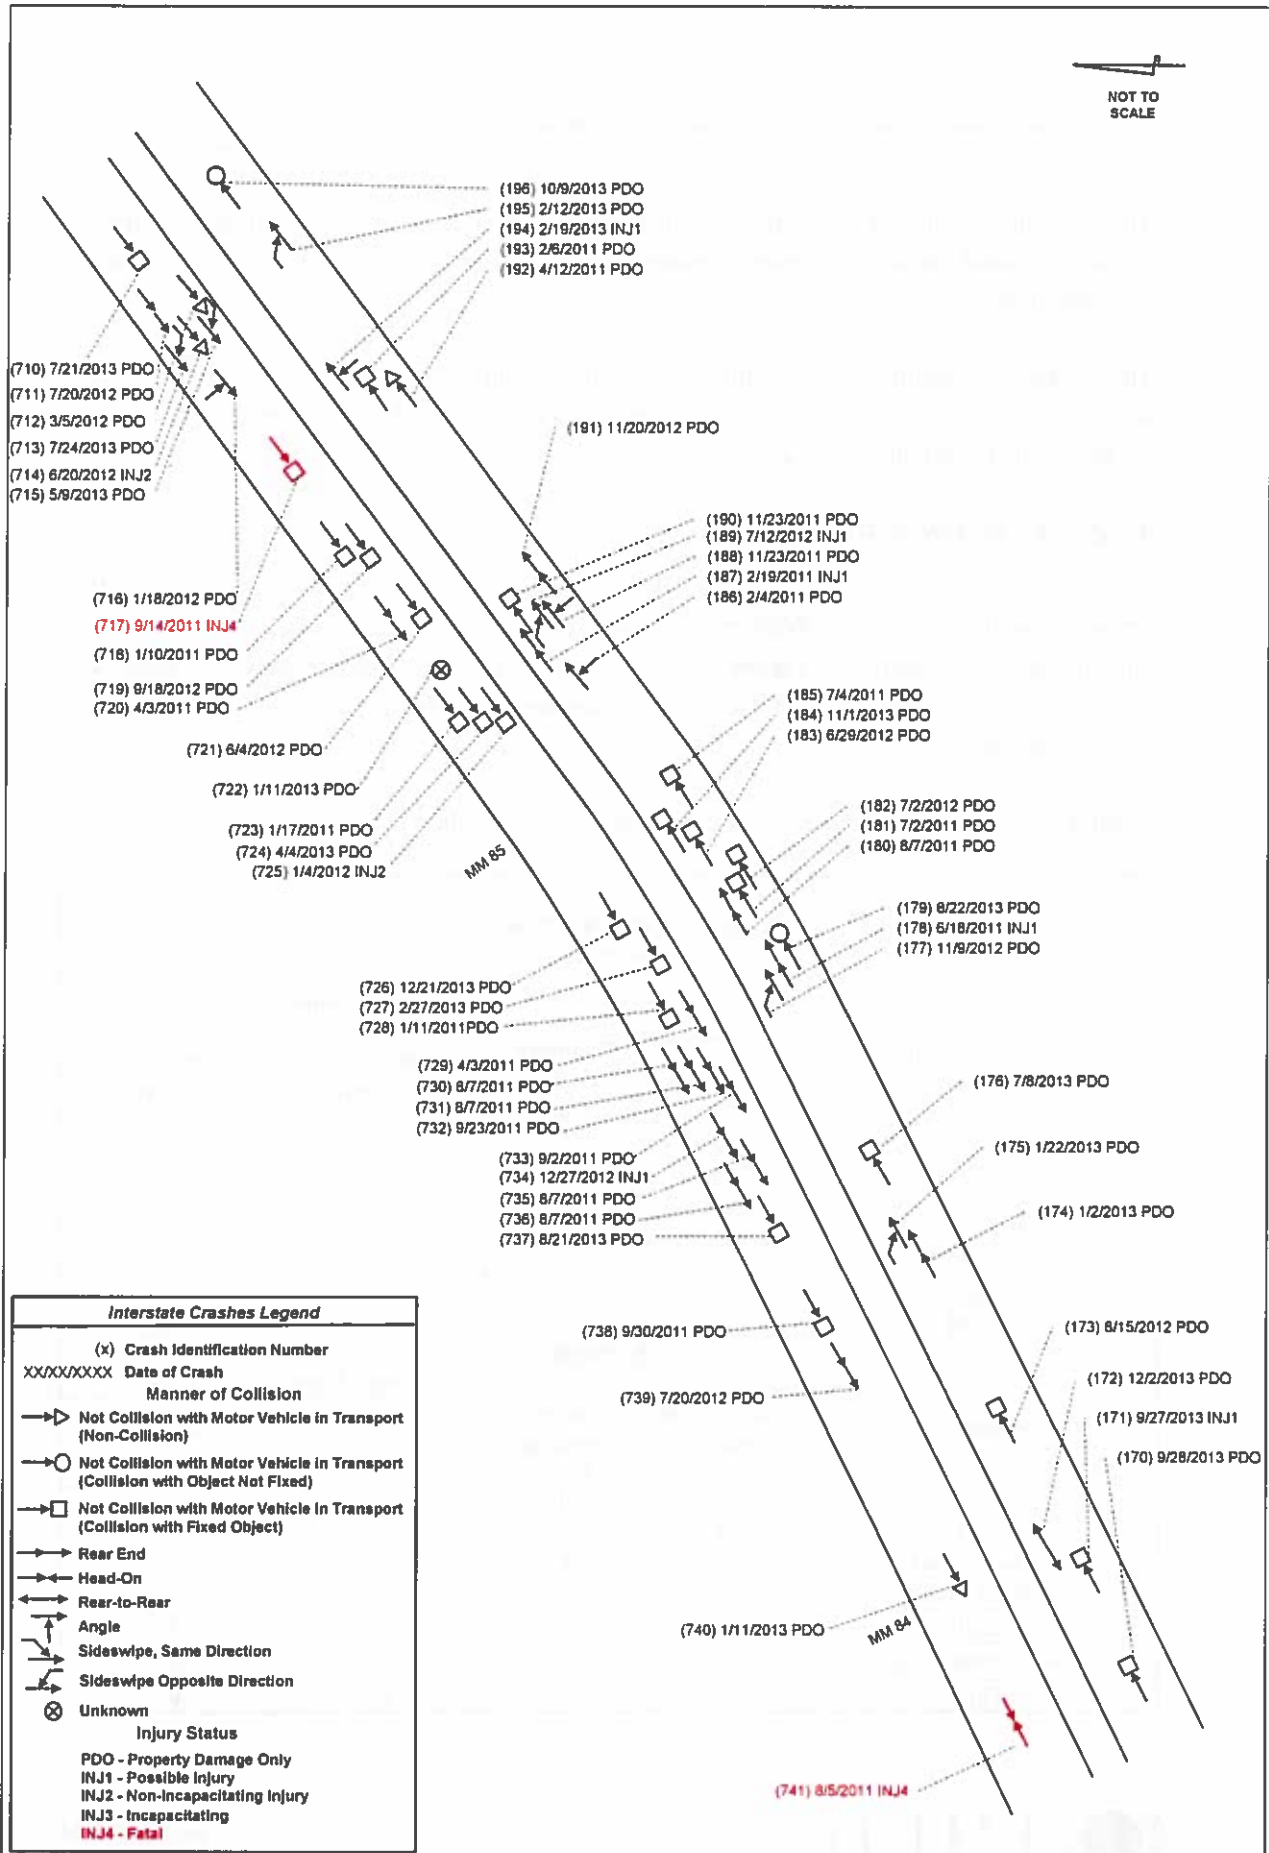 NOT TO
SCALE
(196) 10/9/2013 PDO
(195) 2/12/2013 PDO
(194) 2/19/2013 INJ1
(193) 2/6/2011 PDO
(192) 4/12/2011 PDO
(710) 7/21/2013 PDO
(711) 7/20/2012 PDO
(712) 3/5/2012 PDO
(713) 7/24/2013 PDO
(714) 6/20/2012 INJ2
(715) 5/9/2013 PDO
(191) 11/20/2012 PDO
(190) 11/23/2011 PDO
(189) 7/12/2012 INJ1
(188) 11/23/2011 PDO
(187) 2/19/2011 INJ1
(186) 2/4/2011 PDO
(716) 1/18/2012 PDO
(717) 9/14/2011 INJ4
(718) 1/10/2011 PDO
(719) 9/18/2012 PDO
(720) 4/3/2011 PDO
(721) 6/4/2012 PDO
(722) 1/11/2013 PDO
(723) 1/17/2011 PDO
(724) 4/4/2013 PDO
(725) 1/4/2012 INJ2
MM 85
(185) 7/4/2011 PDO
(184) 11/1/2013 PDO
(183) 6/29/2012 PDO
(182) 7/2/2012 PDO
(181) 7/2/2011 PDO
(180) 8/7/2011 PDO
(179) 8/22/2013 PDO
(178) 6/18/2011 INJ1
(177) 11/9/2012 PDO
(726) 12/21/2013 PDO
(727) 2/27/2013 PDO
(728) 1/11/2011PDO
(729) 4/3/2011 PDO
(730) 8/7/2011 PDO
(731) 8/7/2011 PDO
(732) 9/23/2011 PDO
(733) 9/2/2011 PDO
(734) 12/27/2012 INJ1
(735) 8/7/2011 PDO
(736) 8/7/2011 PDO
(737) 8/21/2013 PDO
(176) 7/8/2013 PDO
(175) 1/22/2013 PDO
(174) 1/2/2013 PDO
(738) 9/30/2011 PDO
(739) 7/20/2012 PDO
(173) 8/15/2012 PDO
(172) 12/2/2013 PDO
(171) 9/27/2013 INJ1
(170) 9/28/2013 PDO
(740) 1/11/2013 PDO
MM 84
(741) 8/5/2011 INJ4
Interstate Crashes Legend
(x) Crash Identification Number
XX/XX/XXXX Date of Crash
Manner of Collision
Not Collision with Motor Vehicle in Transport
(Non-Collision)
Not Collision with Motor Vehicle in Transport
(Collision with Object Not Fixed)
Not Collision with Motor Vehicle in Transport
(Collision with Fixed Object)
Rear End
Head-On
Rear-to-Rear
Angle
Sideswipe, Same Direction
Sideswipe Opposite Direction
Unknown
Injury Status
PDO - Property Damage Only
INJ1 - Possible Injury
INJ2 - Non-Incapacitating Injury
INJ3 - Incapacitating
INJ4 - Fatal